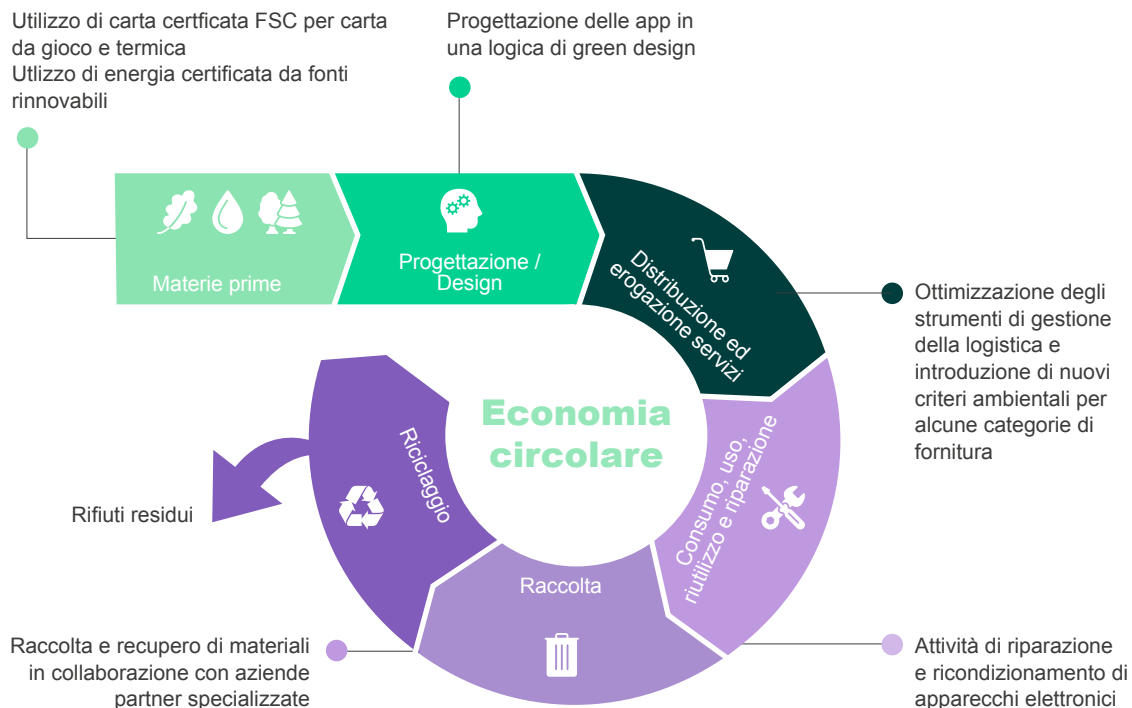 Utilizzo di carta certficata FSC per carta
da gioco e termica
Utlizzo di energia certificata da fonti
rinnovabili
Progettazione delle app in
una logica di green design
Materie prime
Progettazione /
Design
Distribuzione ed
erogazione servizi
Ottimizzazione degli
strumenti di gestione
della logistica e
introduzione di nuovi
criteri ambientali per
alcune categorie di
fornitura
Economia
circolare
Consumo, uso,
riutilizzo e riparazione
Riciclaggio
Rifiuti residui
Raccolta
Raccolta e recupero di materiali
in collaborazione con aziende
partner specializzate
Attività di riparazione
e ricondizionamento di
apparecchi elettronici